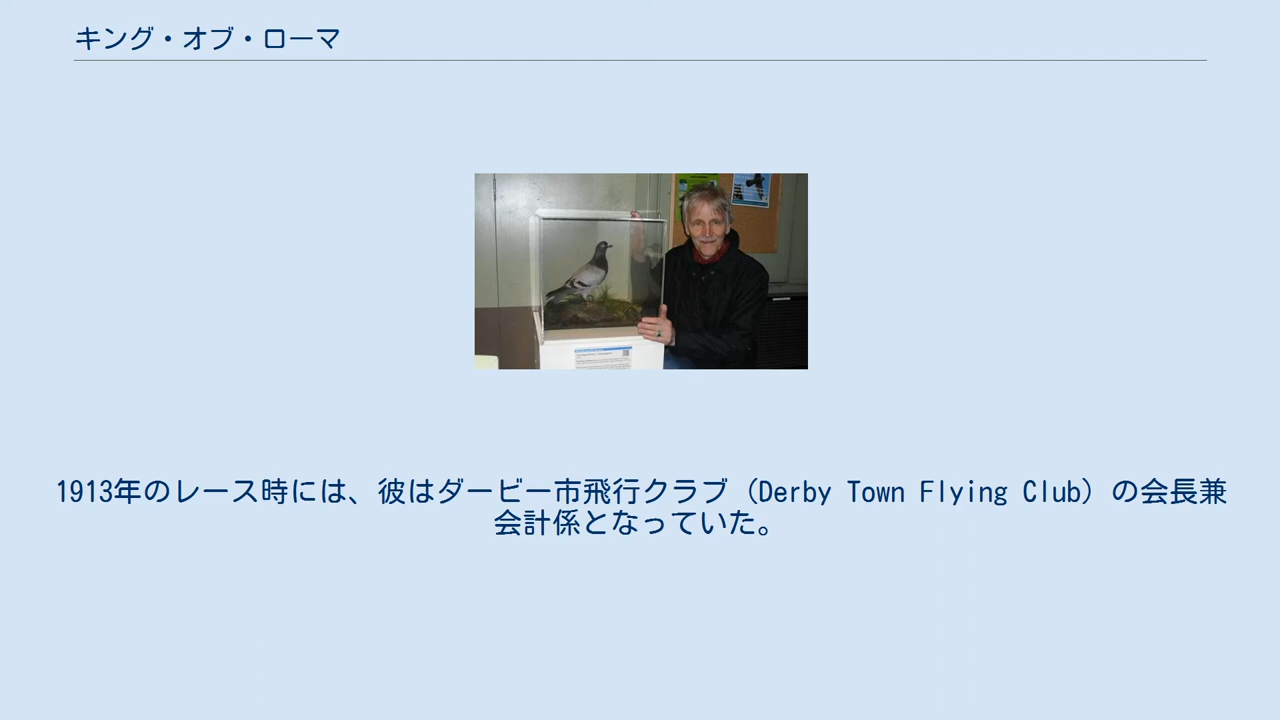 キング・オブ・ローマ
1913年のレース時には、彼はダービー市飛行クラブ（Derby Town Flying Club）の会長兼
会計係となっていた。